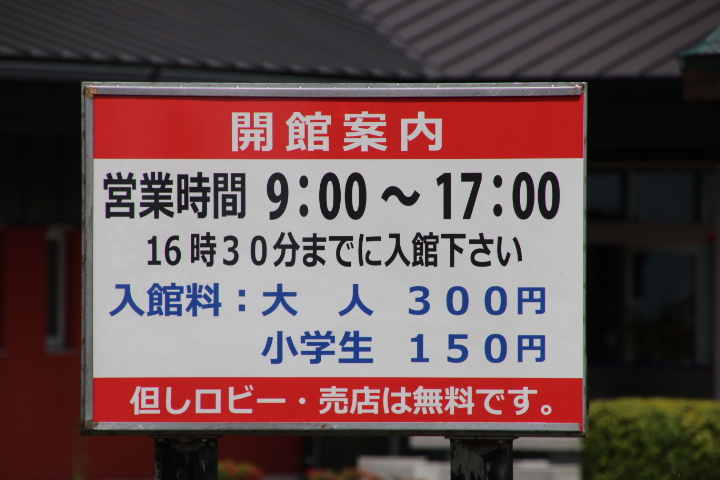 開館案内
営業時間 9:00～17:00
16時30分までに入館下さい
入館料：大　人 ３００円
小学生 １５０円
但しロビー・売店は無料です。